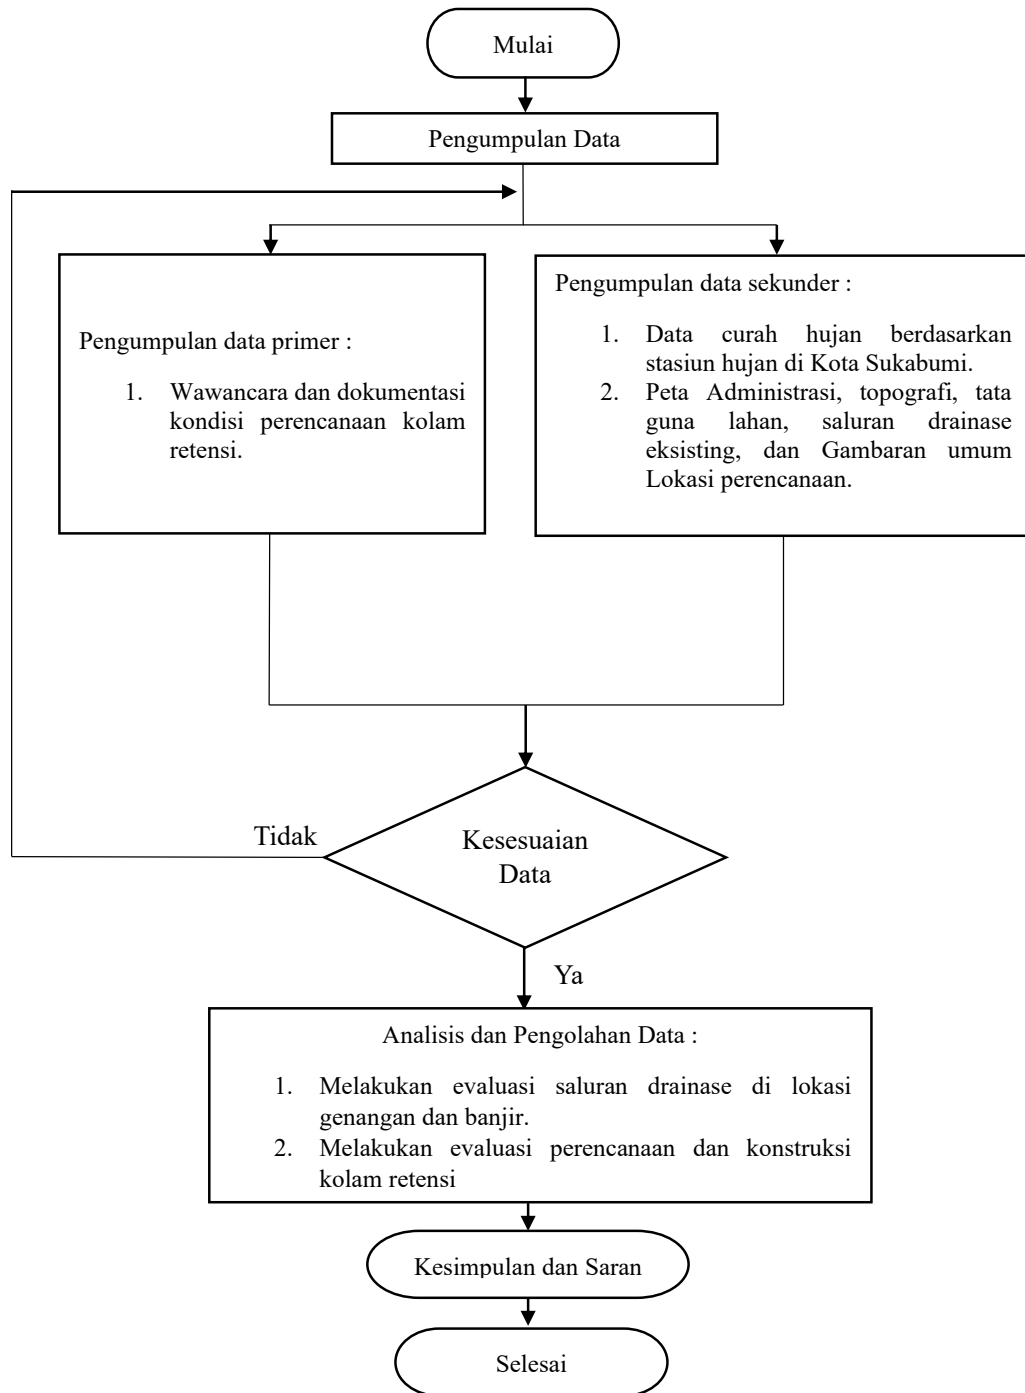 Mulai
Pengumpulan Data
Pengumpulan data primer :
1. Wawancara dan dokumentasi
kondisi perencanaan kolam
retensi.
Pengumpulan data sekunder :
1. Data curah hujan berdasarkan
stasiun hujan di Kota Sukabumi.
2. Peta Administrasi, topografi, tata
guna lahan, saluran drainase
eksisting, dan Gambaran umum
Lokasi perencanaan.
Tidak
Kesesuaian
Data
Ya
Analisis dan Pengolahan Data :
1. Melakukan evaluasi saluran drainase di lokasi
genangan dan banjir.
2. Melakukan evaluasi perencanaan dan konstruksi
kolam retensi
Kesimpulan dan Saran
Selesai